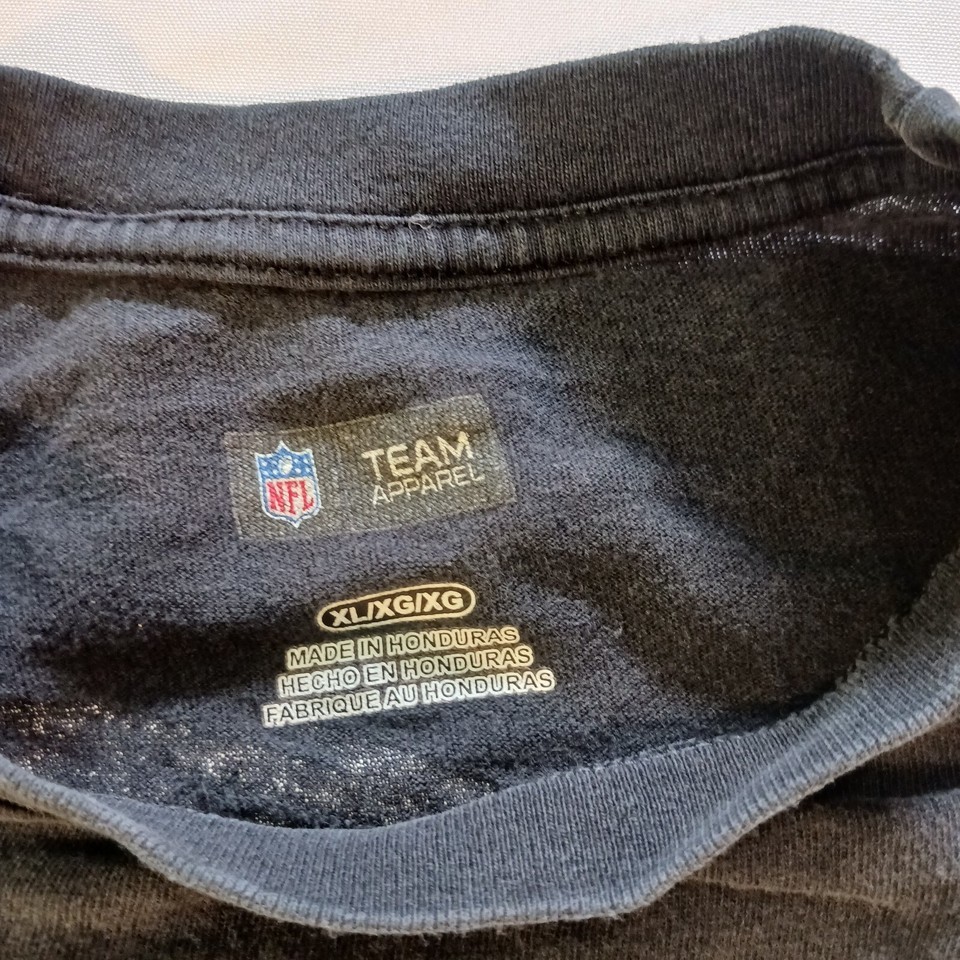 NFL
TEAM
APPAREL
XL/XG/XG
MADE IN HONDURAS
HECHO EN HONDURAS
FABRIQUE AU HONDURAS